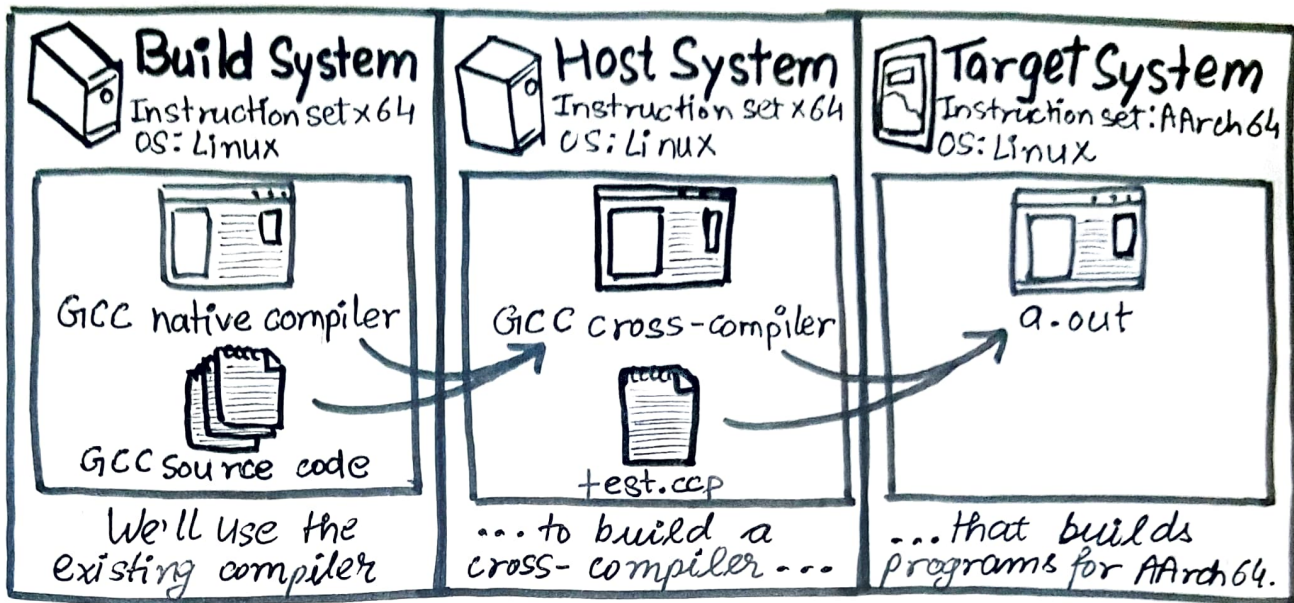 Build System
Instruction set x64
OS: Linux
GCC native compiler
GCC source code
We'll use the
existing compiler
Host System
Instruction set x64
OS: Linux
GCC cross-compiler
test.ccp
...to build a
cross-compiler...
Target System
Instruction set: AArch64
OS: Linux
a.out
...that builds
programs for AArch64.